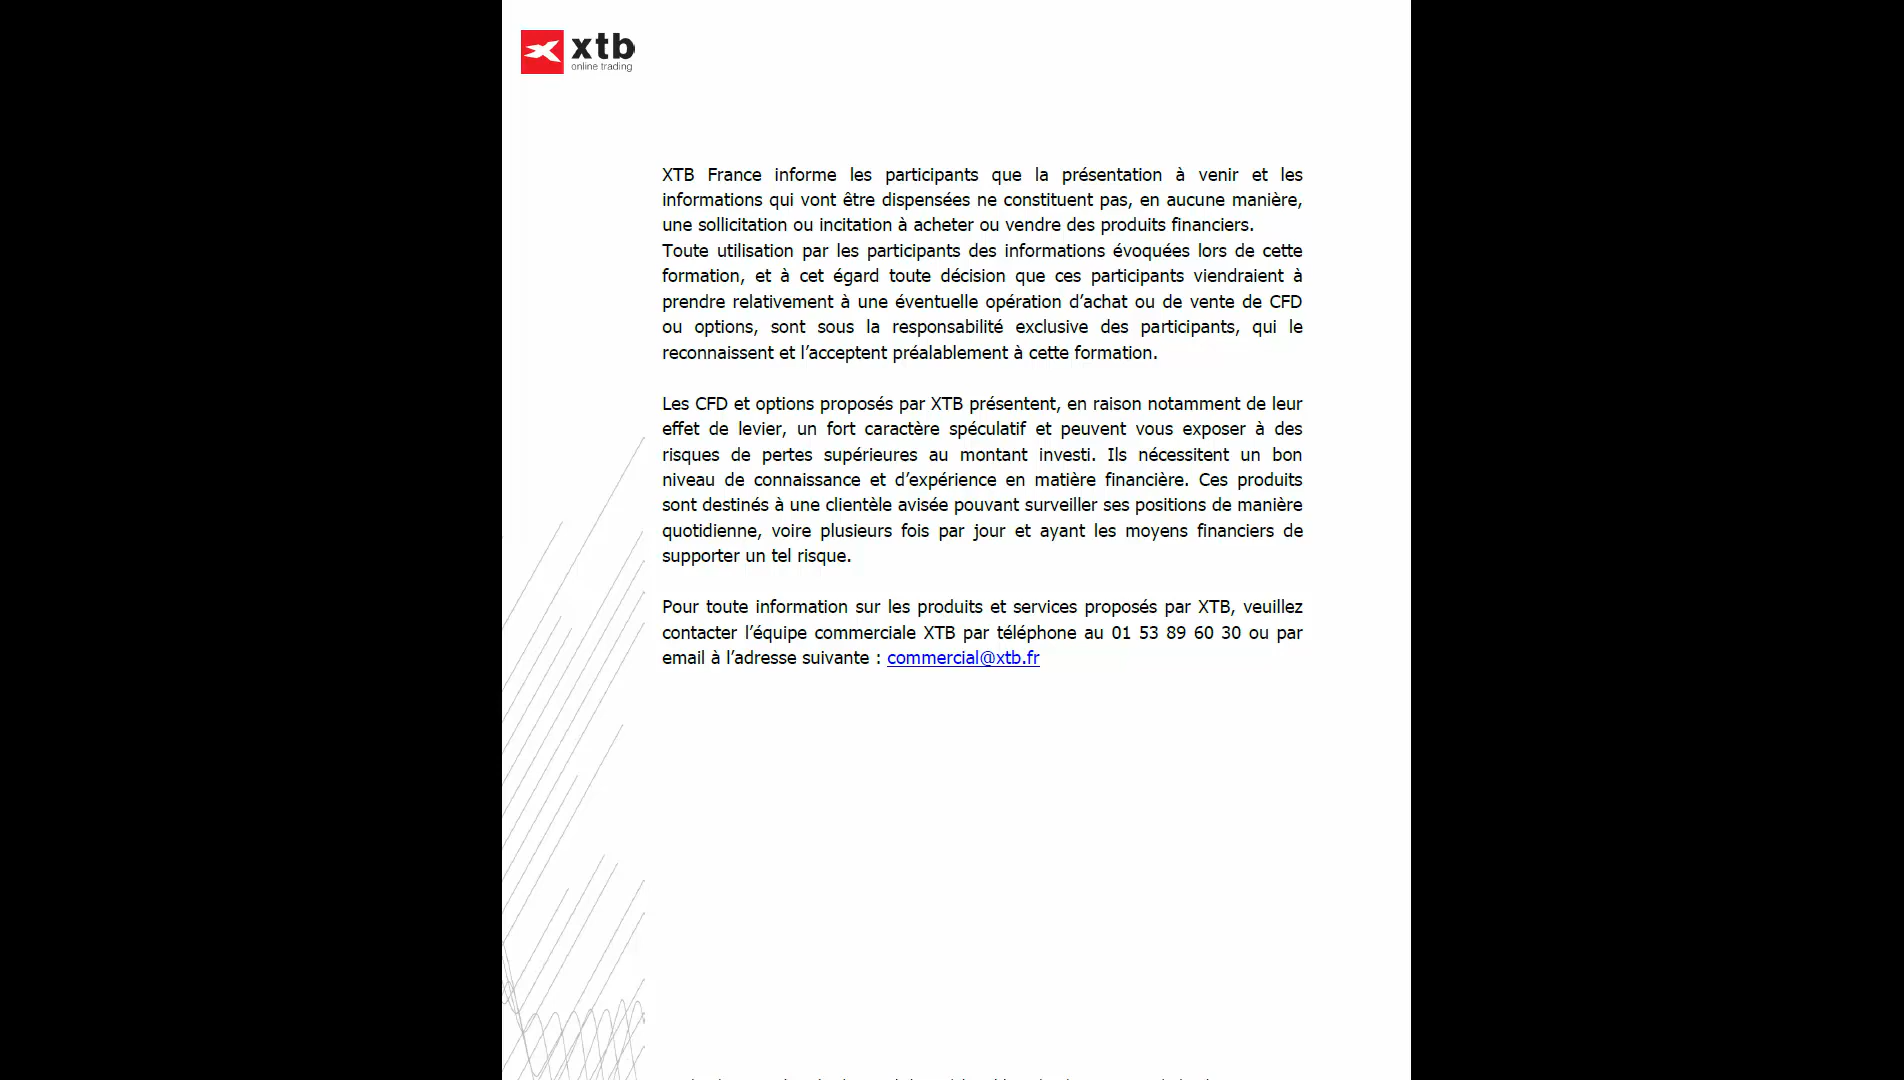 xtb
online trading
XTB France informe les participants que la présentation à venir et les
informations qui vont être dispensées ne constituent pas, en aucune manière,
une sollicitation ou incitation à acheter ou vendre des produits financiers.
Toute utilisation par les participants des informations évoquées lors de cette
formation, et à cet égard toute décision que ces participants viendraient à
prendre relativement à une éventuelle opération d’achat ou de vente de CFD
ou options, sont sous la responsabilité exclusive des participants, qui le
reconnaissent et l’acceptent préalablement à cette formation.
Les CFD et options proposés par XTB présentent, en raison notamment de leur
effet de levier, un fort caractère spéculatif et peuvent vous exposer à des
risques de pertes supérieures au montant investi. Ils nécessitent un bon
niveau de connaissance et d’expérience en matière financière. Ces produits
sont destinés à une clientèle avisée pouvant surveiller ses positions de manière
quotidienne, voire plusieurs fois par jour et ayant les moyens financiers de
supporter un tel risque.
Pour toute information sur les produits et services proposés par XTB, veuillez
contacter l’équipe commerciale XTB par téléphone au 01 53 89 60 30 ou par
email à l’adresse suivante : commercial@xtb.fr